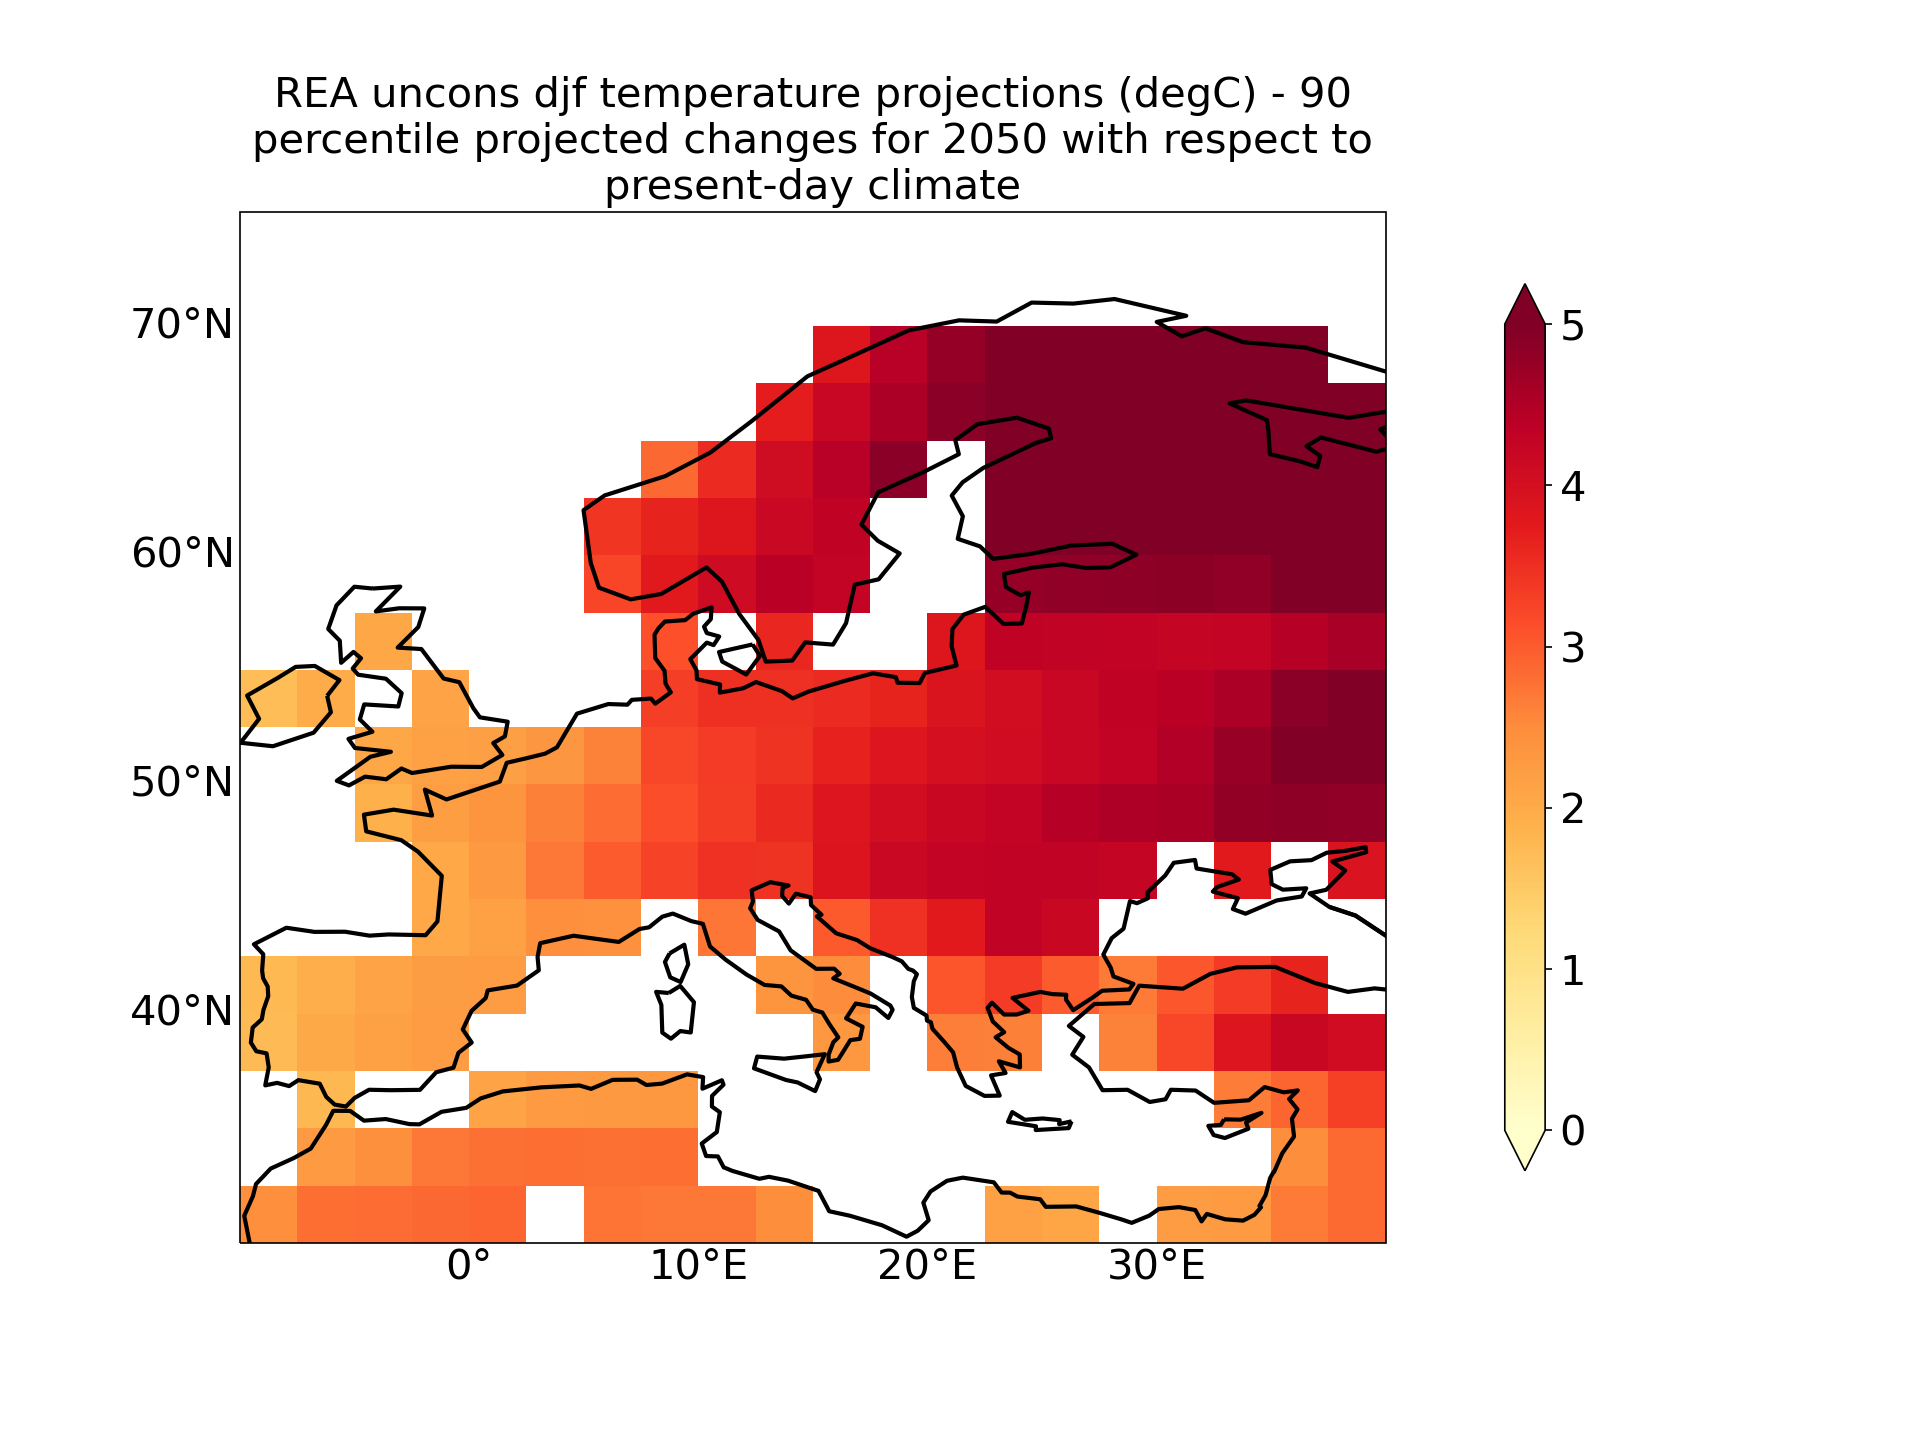 REA uncons djf temperature projections (degC) - 90
percentile projected changes for 2050 with respect to
present-day climate
70°N
60°N
50°N
40°N
0°
10°E
20°E
30°E
5
4
3
2
1
0